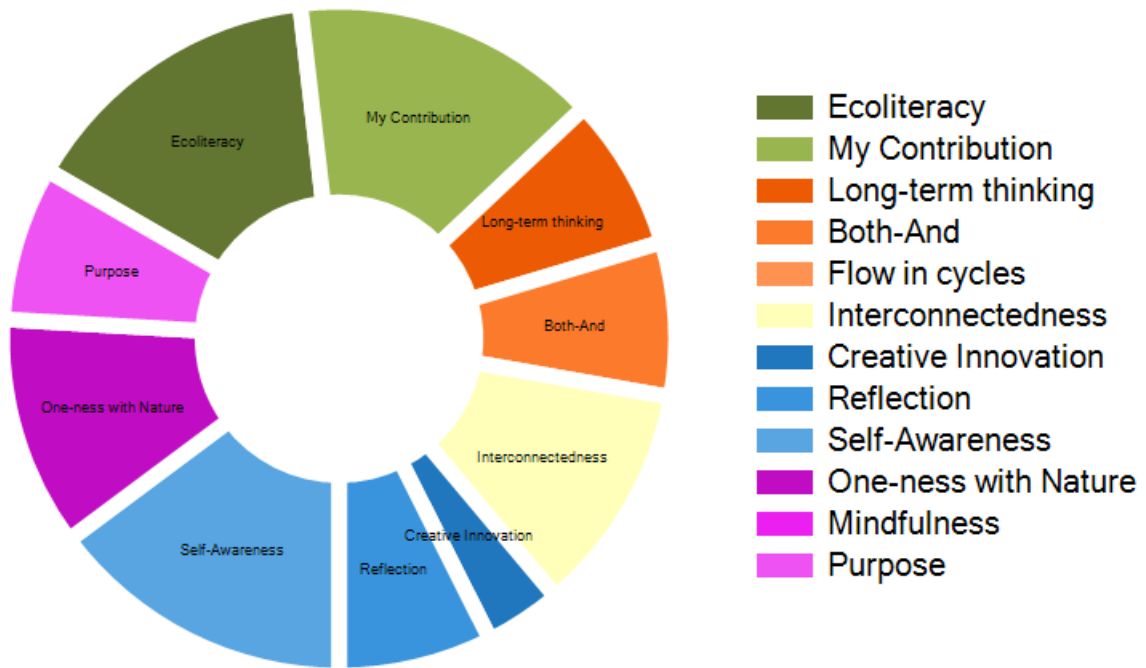 My Contribution
Ecoliteracy
Long-term thinking
Purpose
Both-And
One-ness with Nature
Interconnectedness
Creative Innovation
Self-Awareness
Reflection
Ecoliteracy
My Contribution
Long-term thinking
Both-And
Flow in cycles
Interconnectedness
Creative Innovation
Reflection
Self-Awareness
One-ness with Nature
Mindfulness
Purpose